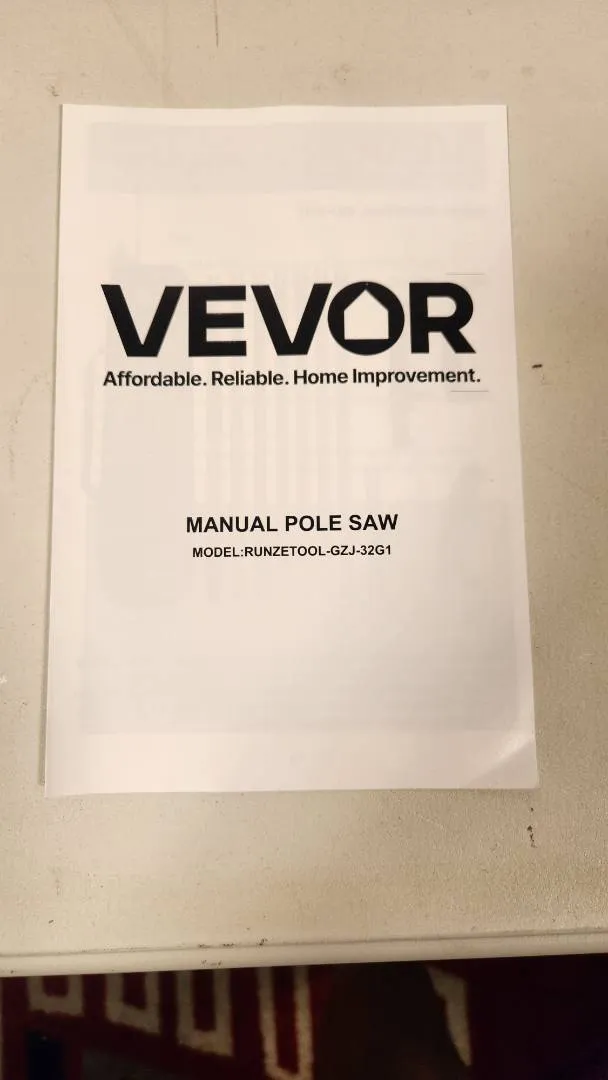 VEVOR
Affordable. Reliable. Home Improvement.
MANUAL POLE SAW
MODEL:RUNZETOOL-GZJ-32G1